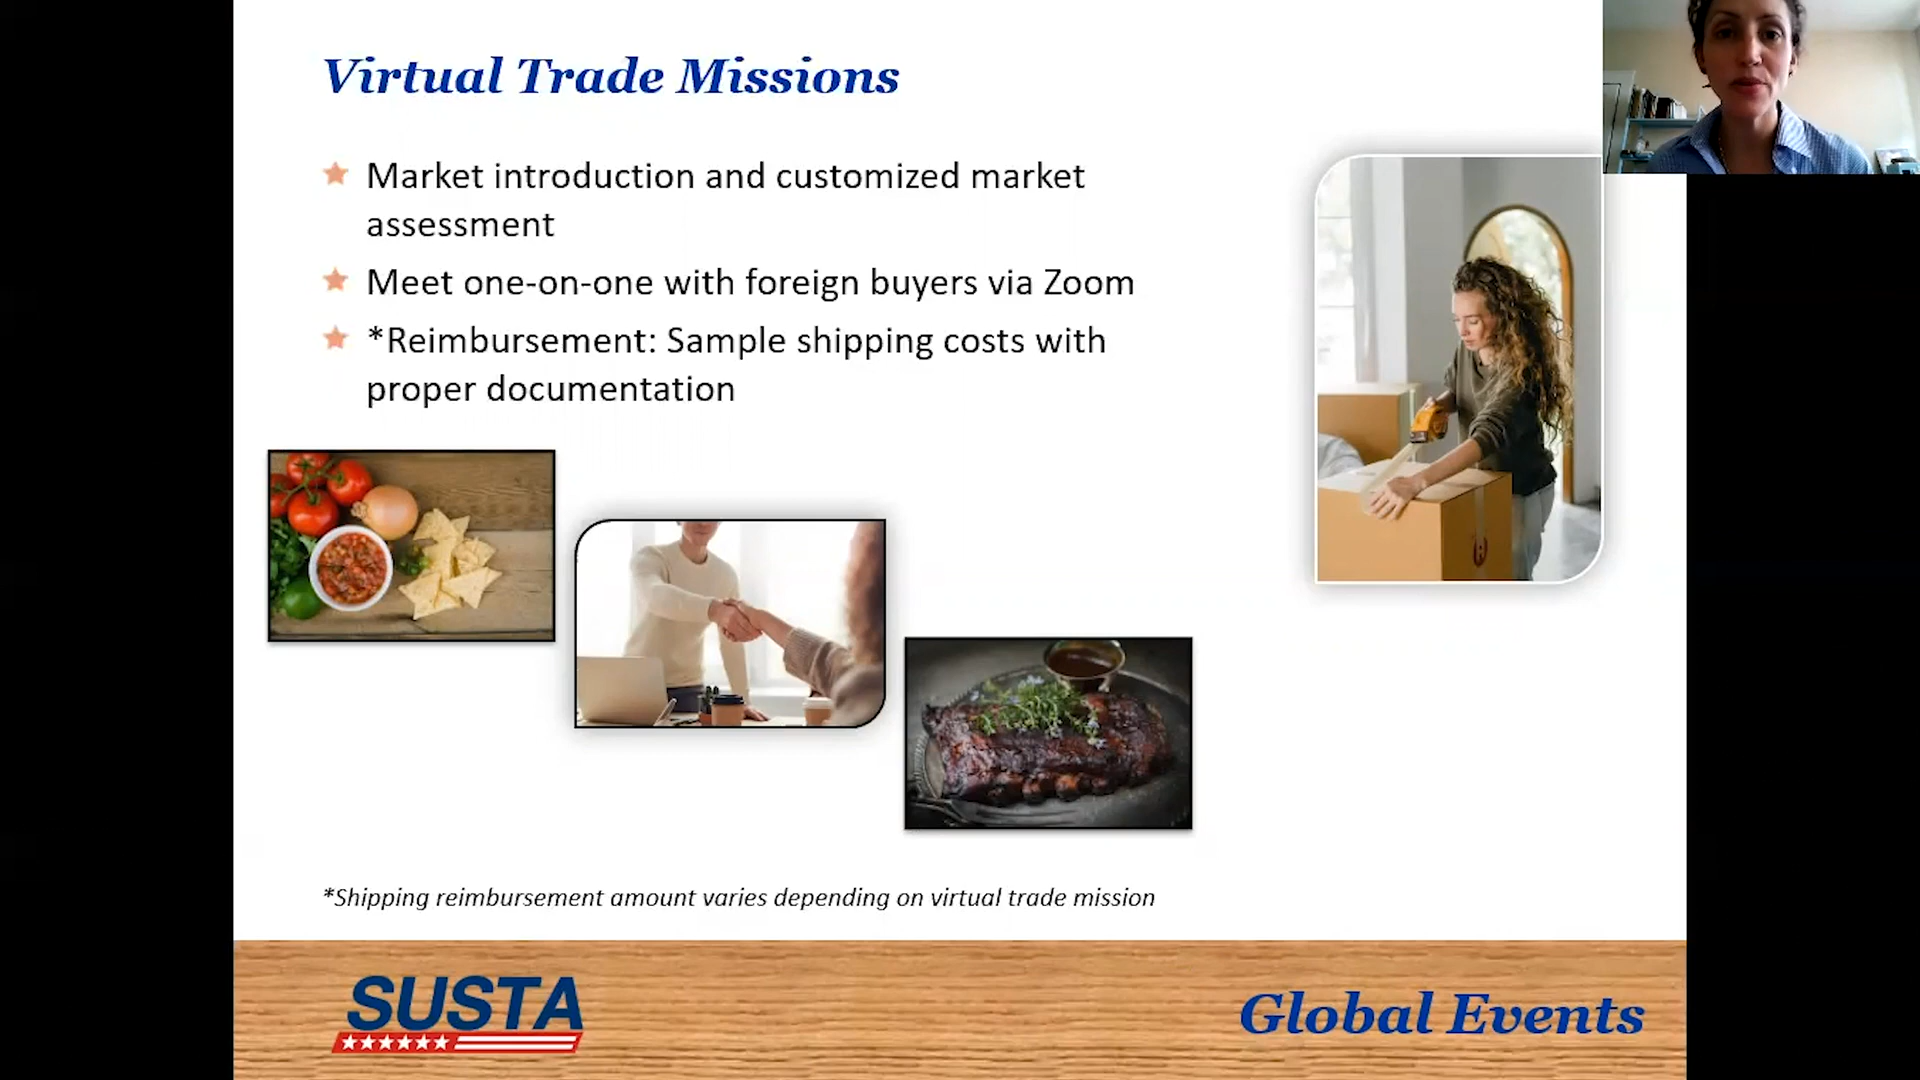 Virtual Trade Missions
Market introduction and customized market
assessment
Meet one-on-one with foreign buyers via Zoom
*Reimbursement: Sample shipping costs with
proper documentation
*Shipping reimbursement amount varies depending on virtual trade mission
SUSTA
Global Events